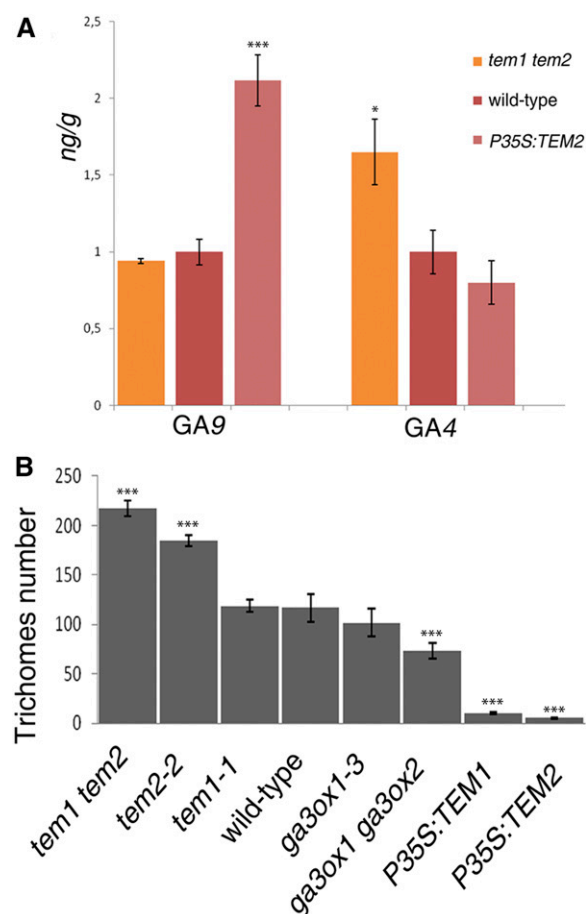 A
2,5
2
1,5
1
0,5
0
ng/g
***
*
tem1 tem2
wild-type
P35S:TEM2
GA9
GA4
B
250
200
150
100
50
0
Trichomes number
***
***
***
***
***
tem1 tem2
tem2-2
tem1-1
wild-type
ga3ox1-3
ga3ox1 ga3ox2
P35S:TEM1
P35S:TEM2